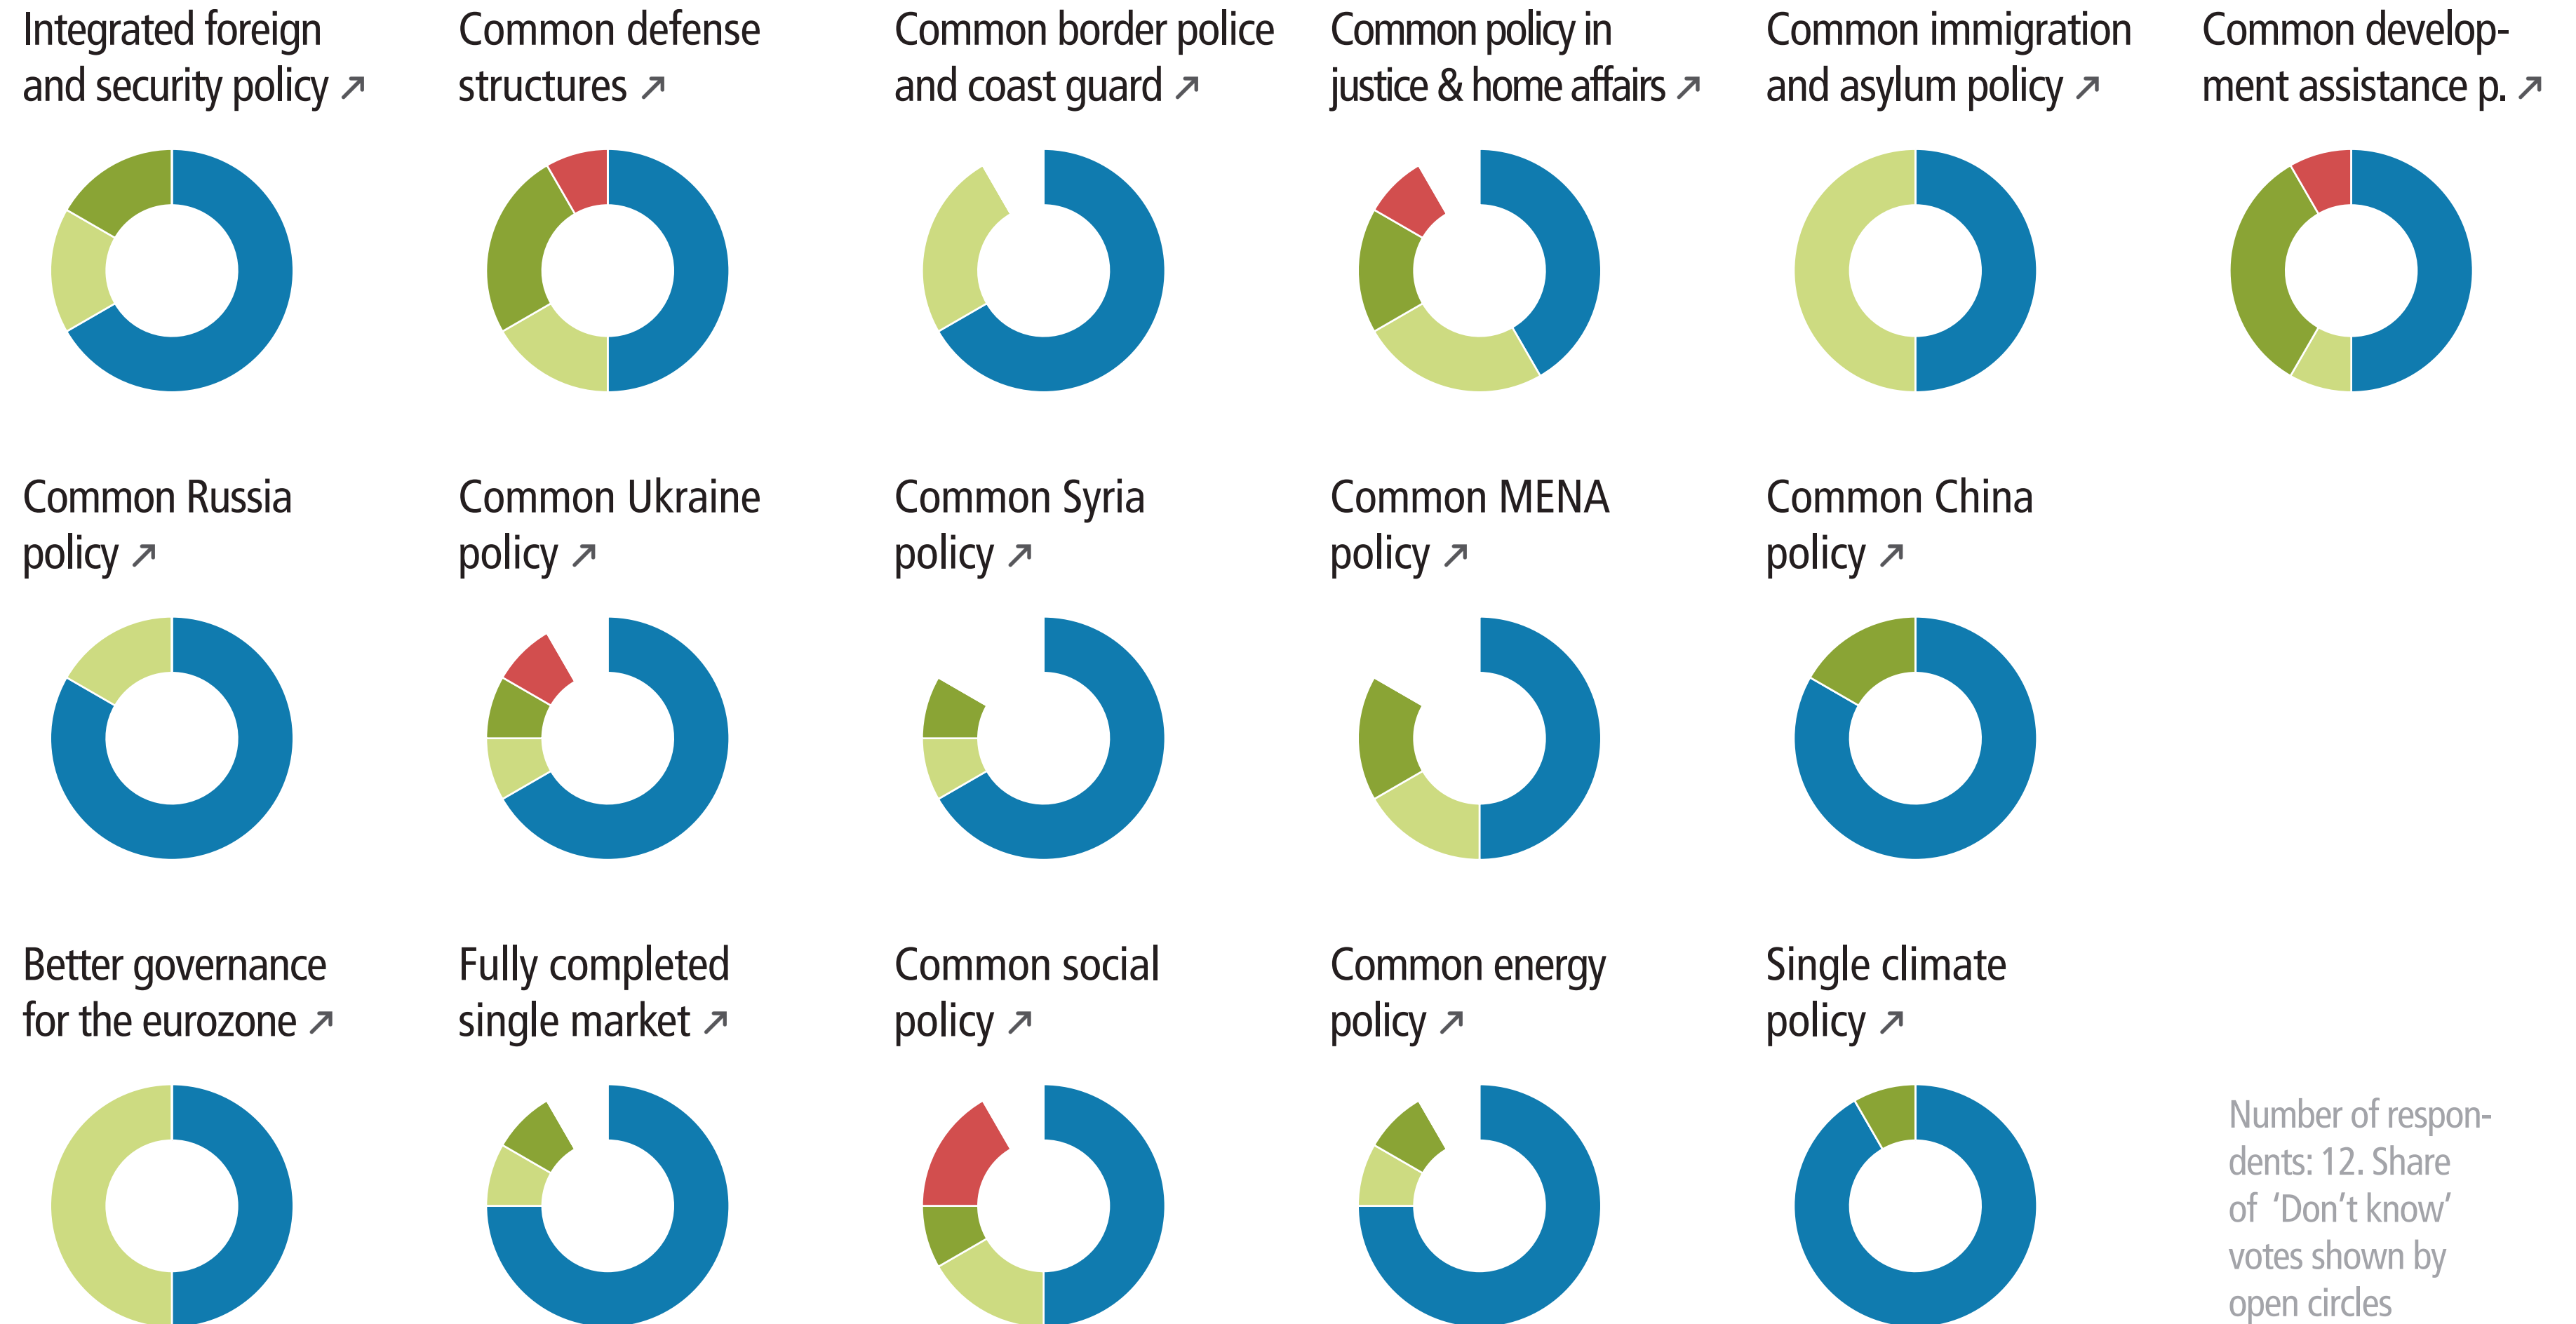 Integrated foreign
and security policy ↗
Common defense
structures ↗
Common border police
and coast guard ↗
Common policy in
justice & home affairs ↗
Common immigration
and asylum policy ↗
Common develop-
ment assistance p. ↗
Common Russia
policy ↗
Common Ukraine
policy ↗
Common Syria
policy ↗
Common MENA
policy ↗
Common China
policy ↗
Better governance
for the eurozone ↗
Fully completed
single market ↗
Common social
policy ↗
Common energy
policy ↗
Single climate
policy ↗
Number of respon-
dents: 12. Share
of ‘Don’t know’
votes shown by
open circles